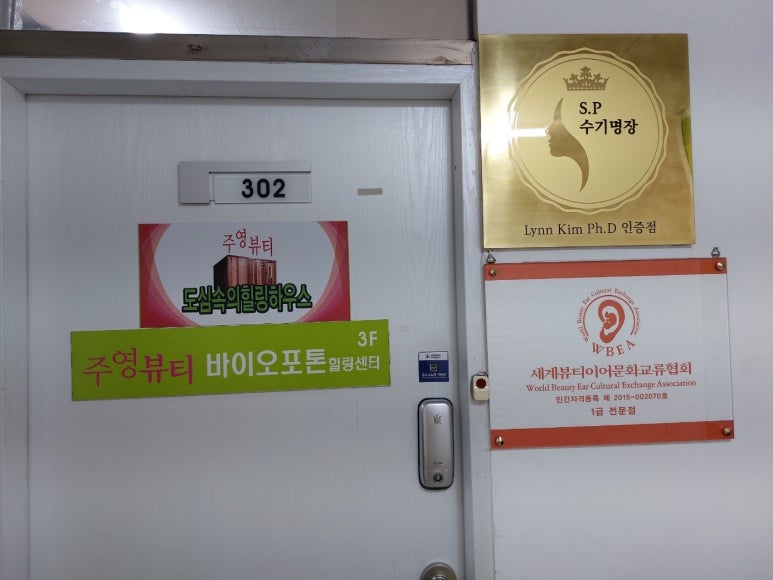 302
주영뷰티
도심속의힐링하우스
3F
주영뷰티 바이오포톤 힐링센터
S.P
수기명장
Lynn Kim Ph.D 인증점
World Beauty Ear Cultural Exchange Association
WBEA
세계뷰티이어문화교류협회
World Beauty Ear Cultural Exchange Association
민간자격등록 제 2015-002070호
1급 전문점